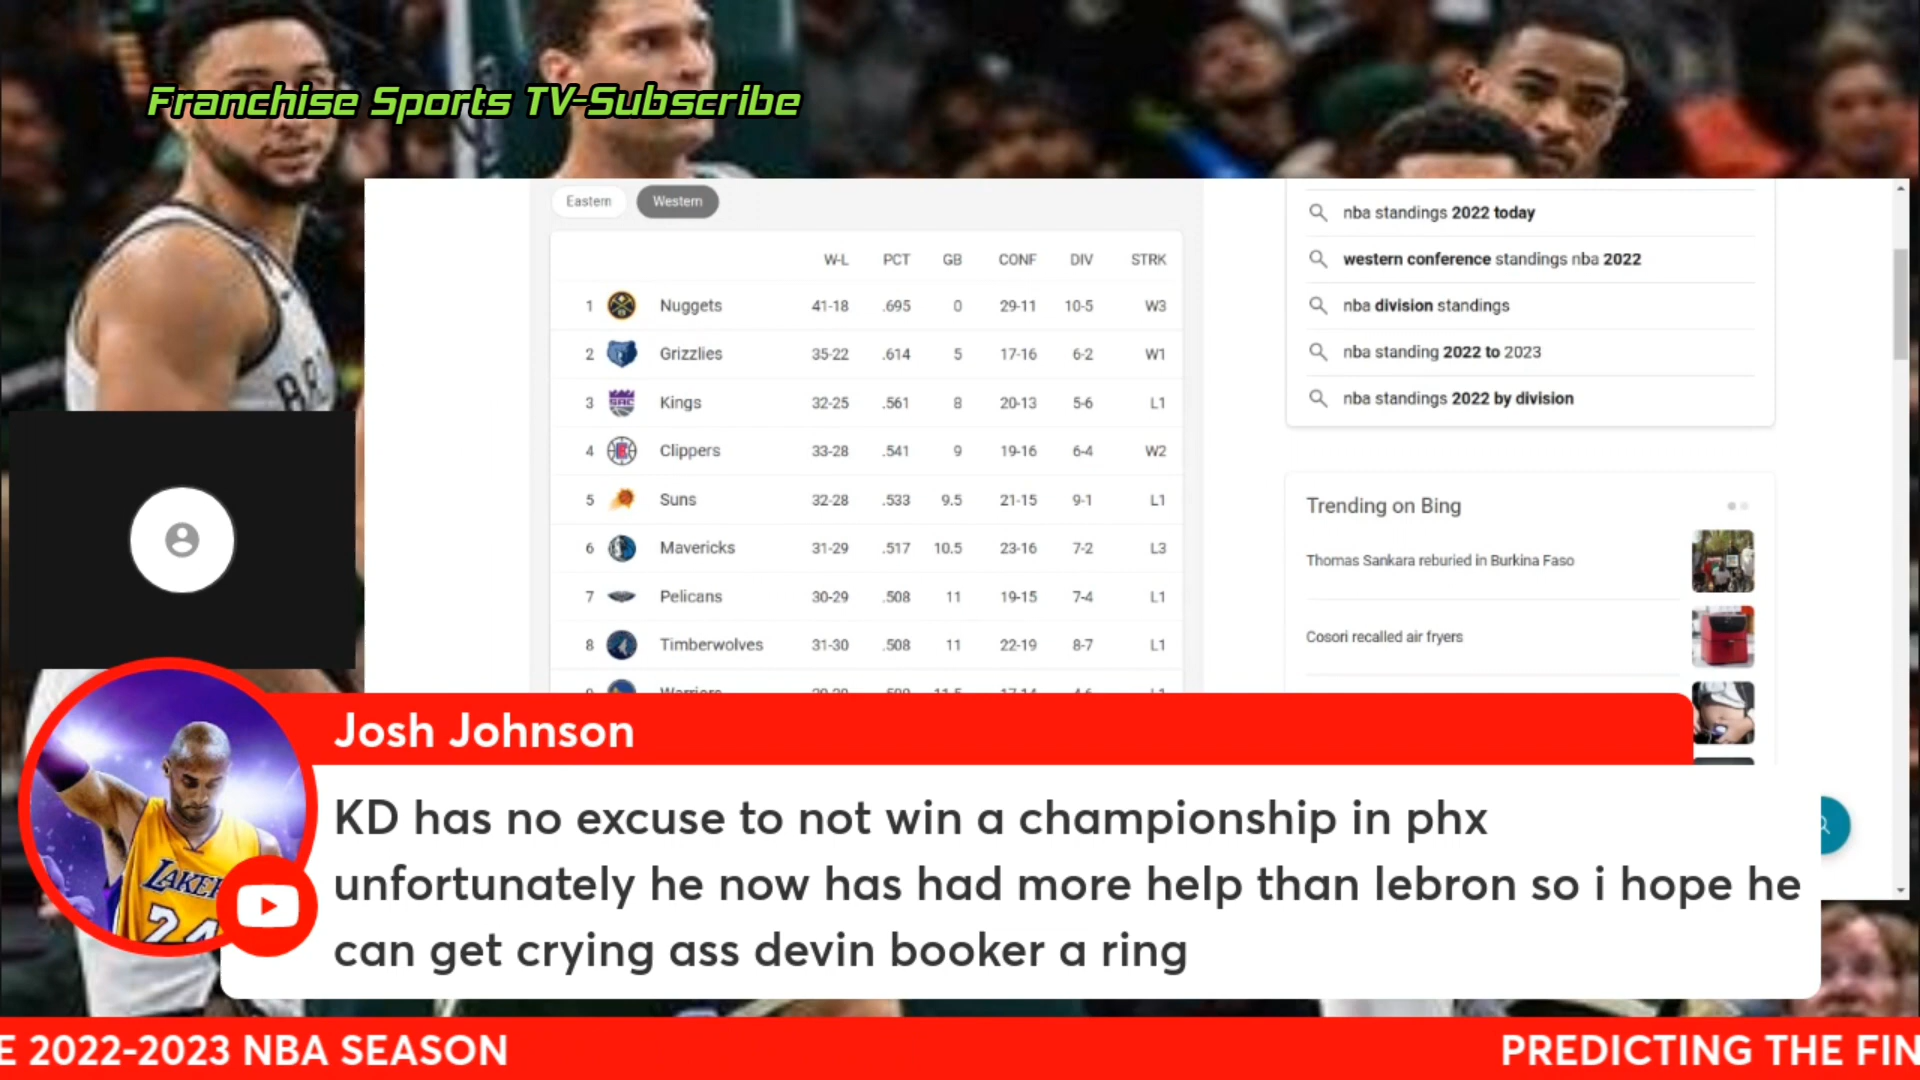 Franchise Sports TV-Subscribe
Eastern Western
W-L PCT GB CONF DIV STRK
1 Nuggets 41-18 .695 0 29-11 10-5 W3
2 Grizzlies 35-22 .614 5 17-16 6-2 W1
3 Kings 32-25 .561 8 20-13 5-6 L1
4 Clippers 33-28 .541 9 19-16 6-4 W2
5 Suns 32-28 .533 9.5 21-15 9-1 L1
6 Mavericks 31-29 .517 10.5 23-16 7-2 L3
7 Pelicans 30-29 .508 11 19-15 7-4 L1
8 Timberwolves 31-30 .508 11 22-19 8-7 L1
nba standings 2022 today
western conference standings nba 2022
nba division standings
nba standing 2022 to 2023
nba standings 2022 by division
Trending on Bing
Thomas Sankara reburied in Burkina Faso
Cosori recalled air fryers
Josh Johnson
KD has no excuse to not win a championship in phx
unfortunately he now has had more help than lebron so i hope he
can get crying ass devin booker a ring
LAKE
24
E 2022-2023 NBA SEASON PREDICTING THE FIN